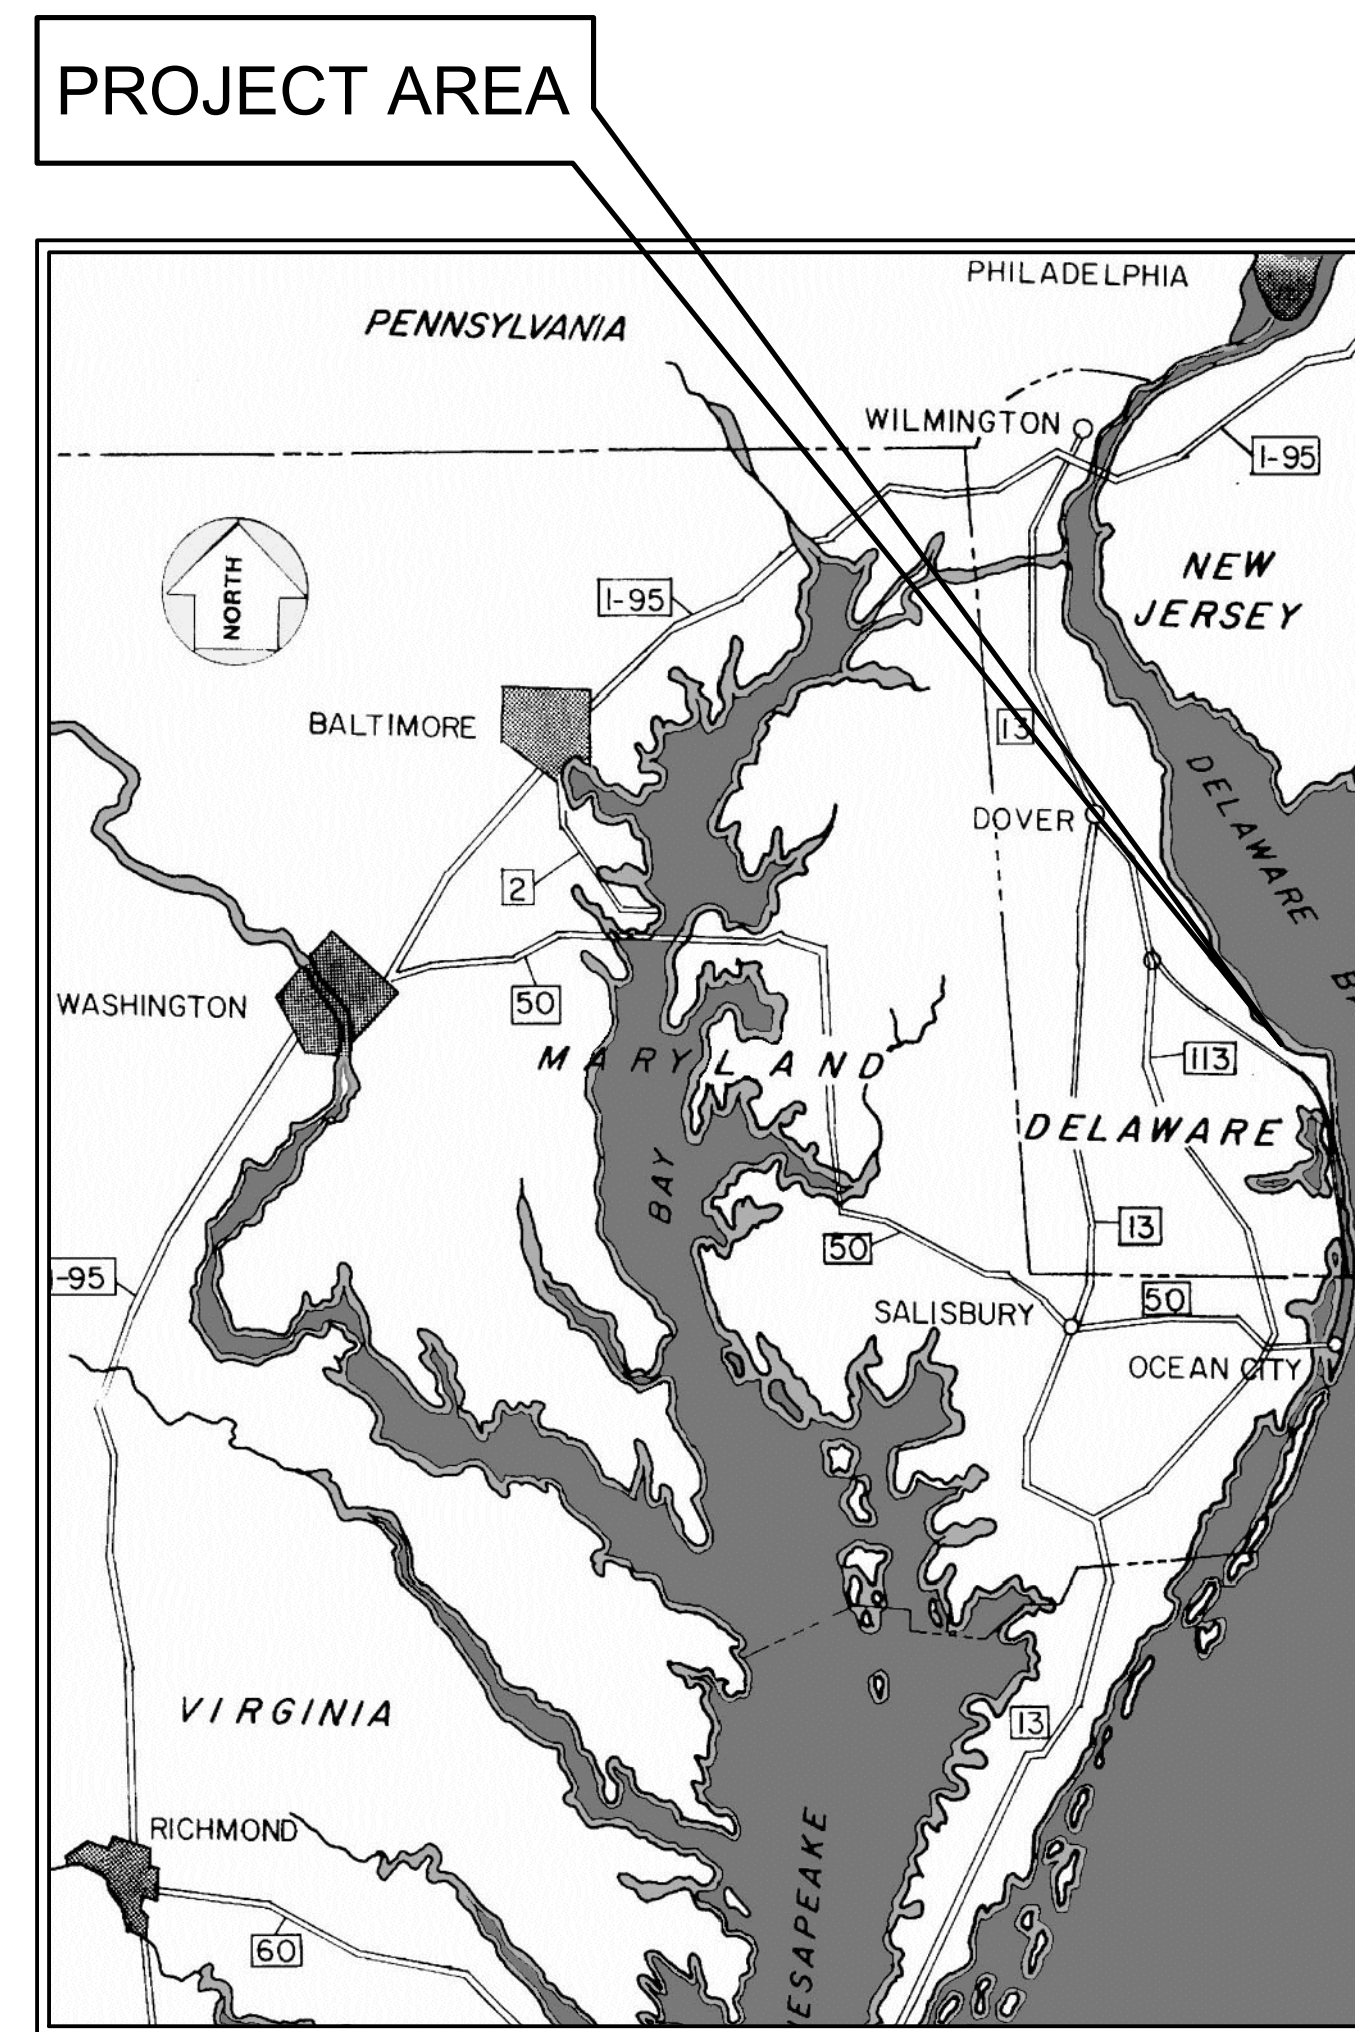 PROJECT AREA
PHILADELPHIA
PENNSYLVANIA
WILMINGTON
I-95
NORTH
NEW
JERSEY
I-95
BALTIMORE
13
DELAWARE
DOVER
2
WASHINGTON
50
MARYLAND
113
DELAWARE
BAY
13
50
-95
50
SALISBURY
OCEAN CITY
VIRGINIA
13
RICHMOND
ESAPEAKE
60